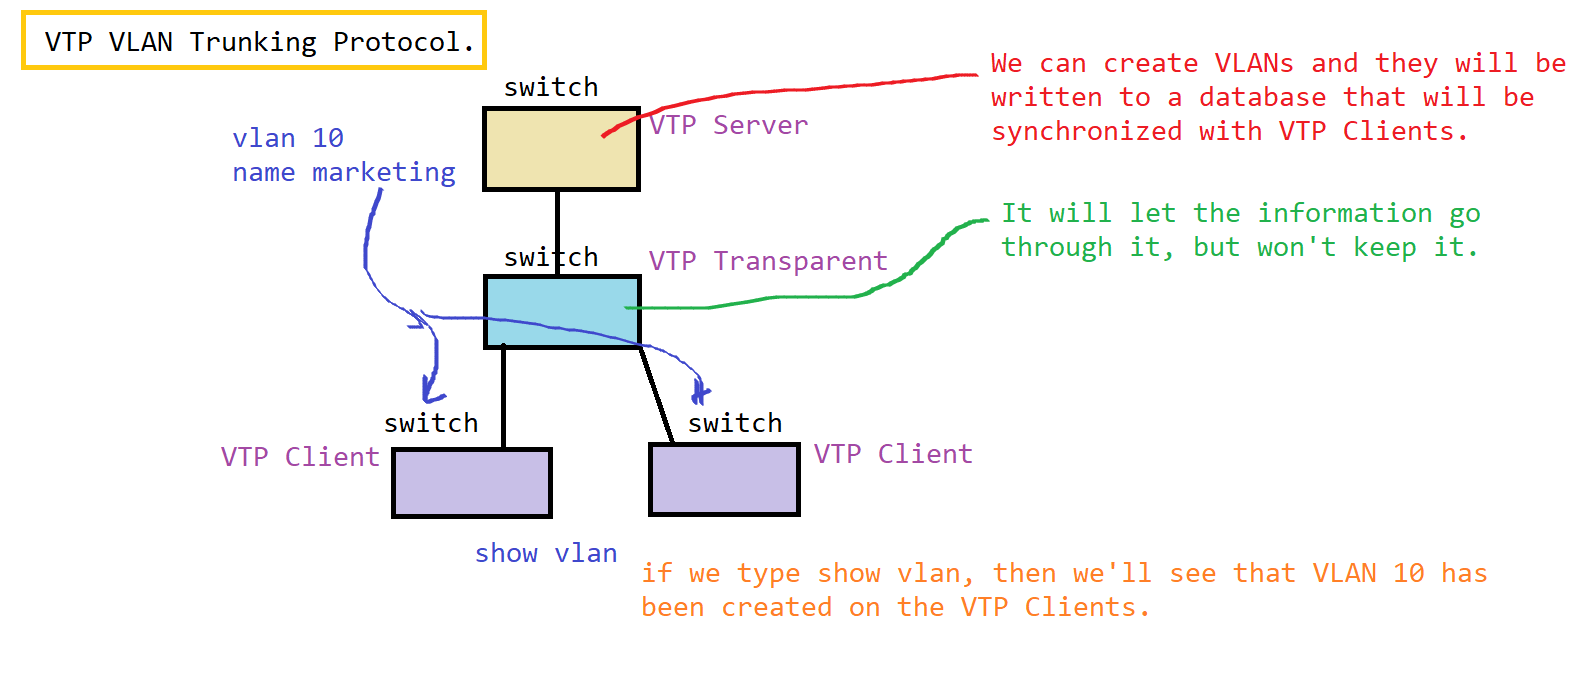 VTP VLAN Trunking Protocol.
switch
We can create VLANs and they will be
written to a database that will be
synchronized with VTP Clients.
VTP Server
vlan 10
name marketing
switch
VTP Transparent
It will let the information go
through it, but won't keep it.
switch
VTP Client
switch
VTP Client
show vlan
if we type show vlan, then we'll see that VLAN 10 has
been created on the VTP Clients.